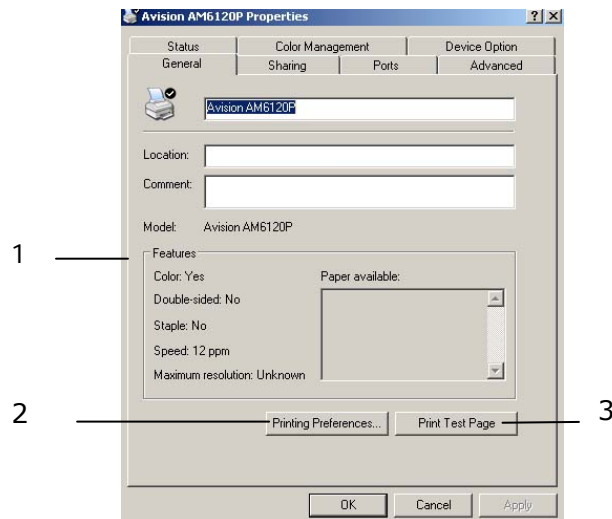 Avision AM6120P Properties
? X
Status Color Management Device Option
General Sharing Ports Advanced
Avision AM6120P
Location:
Comment:
Model: Avision AM6120P
1
Features
Color: Yes Paper available:
Double-sided: No
Staple: No
Speed: 12 ppm
Maximum resolution: Unknown
2 Printing Preferences... Print Test Page 3
OK Cancel Apply